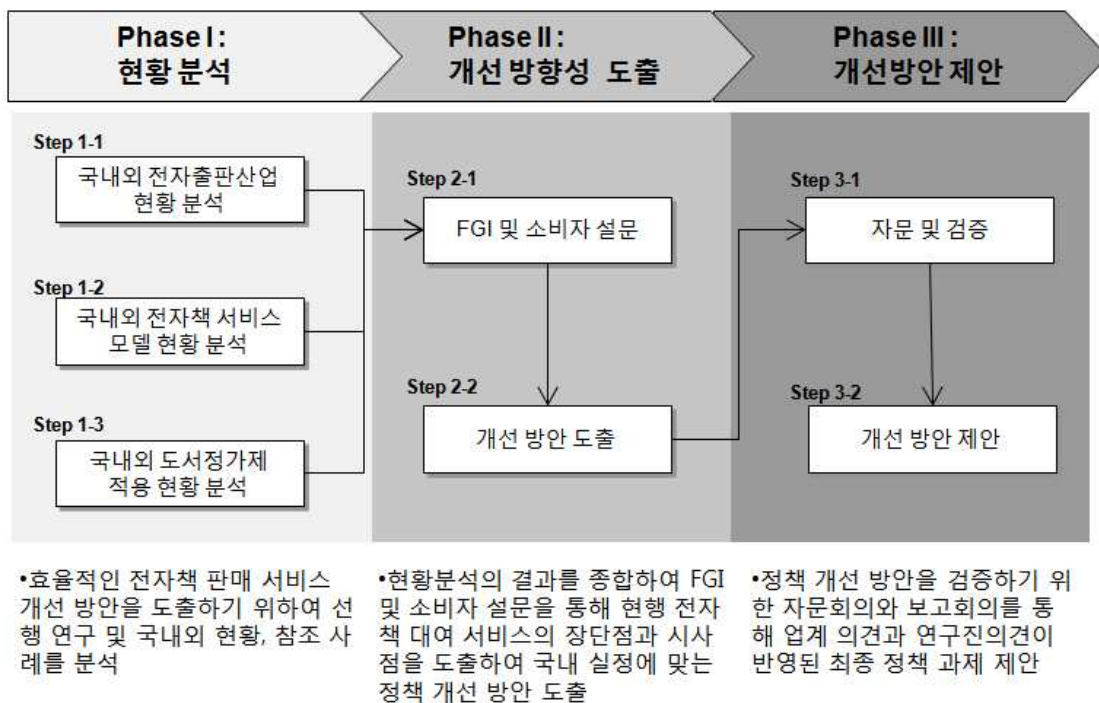 Phase I :
현황 분석
Phase II :
개선 방향성 도출
Phase III :
개선방안 제안
Step 1-1
국내외 전자출판산업
현황 분석
Step 1-2
국내외 전자책 서비스
모델 현황 분석
Step 1-3
국내외 도서정가제
적용 현황 분석
Step 2-1
FGI 및 소비자 설문
Step 2-2
개선 방안 도출
Step 3-1
자문 및 검증
Step 3-2
개선 방안 제안
•효율적인 전자책 판매 서비스
개선 방안을 도출하기 위하여 선
행 연구 및 국내외 현황, 참조 사
례를 분석
•현황분석의 결과를 종합하여 FGI
및 소비자 설문을 통해 현행 전자
책 대여 서비스의 장단점과 시사
점을 도출하여 국내 실정에 맞는
정책 개선 방안 도출
•정책 개선 방안을 검증하기 위
한 자문회의와 보고회의를 통
해 업계 의견과 연구진의견이
반영된 최종 정책 과제 제안